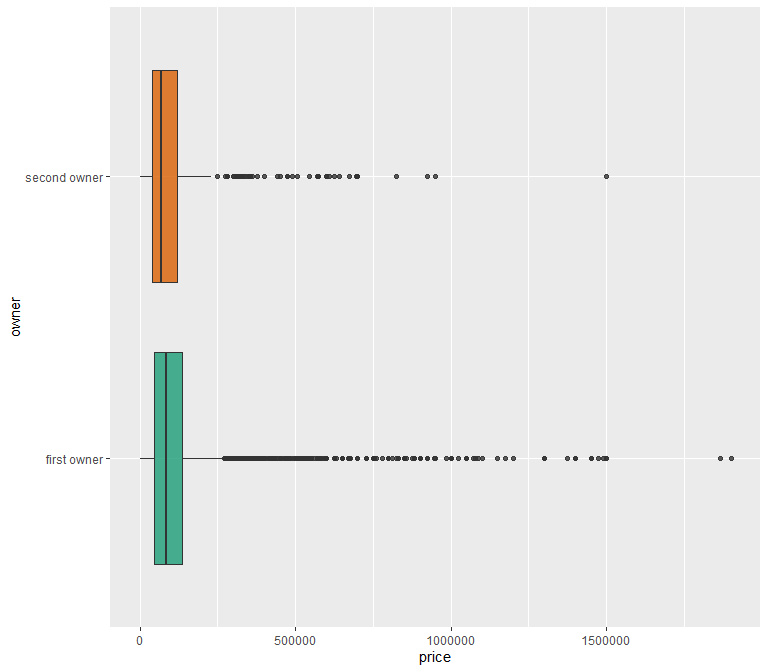 second owner
owner
first owner
0 500000 1000000 1500000
price